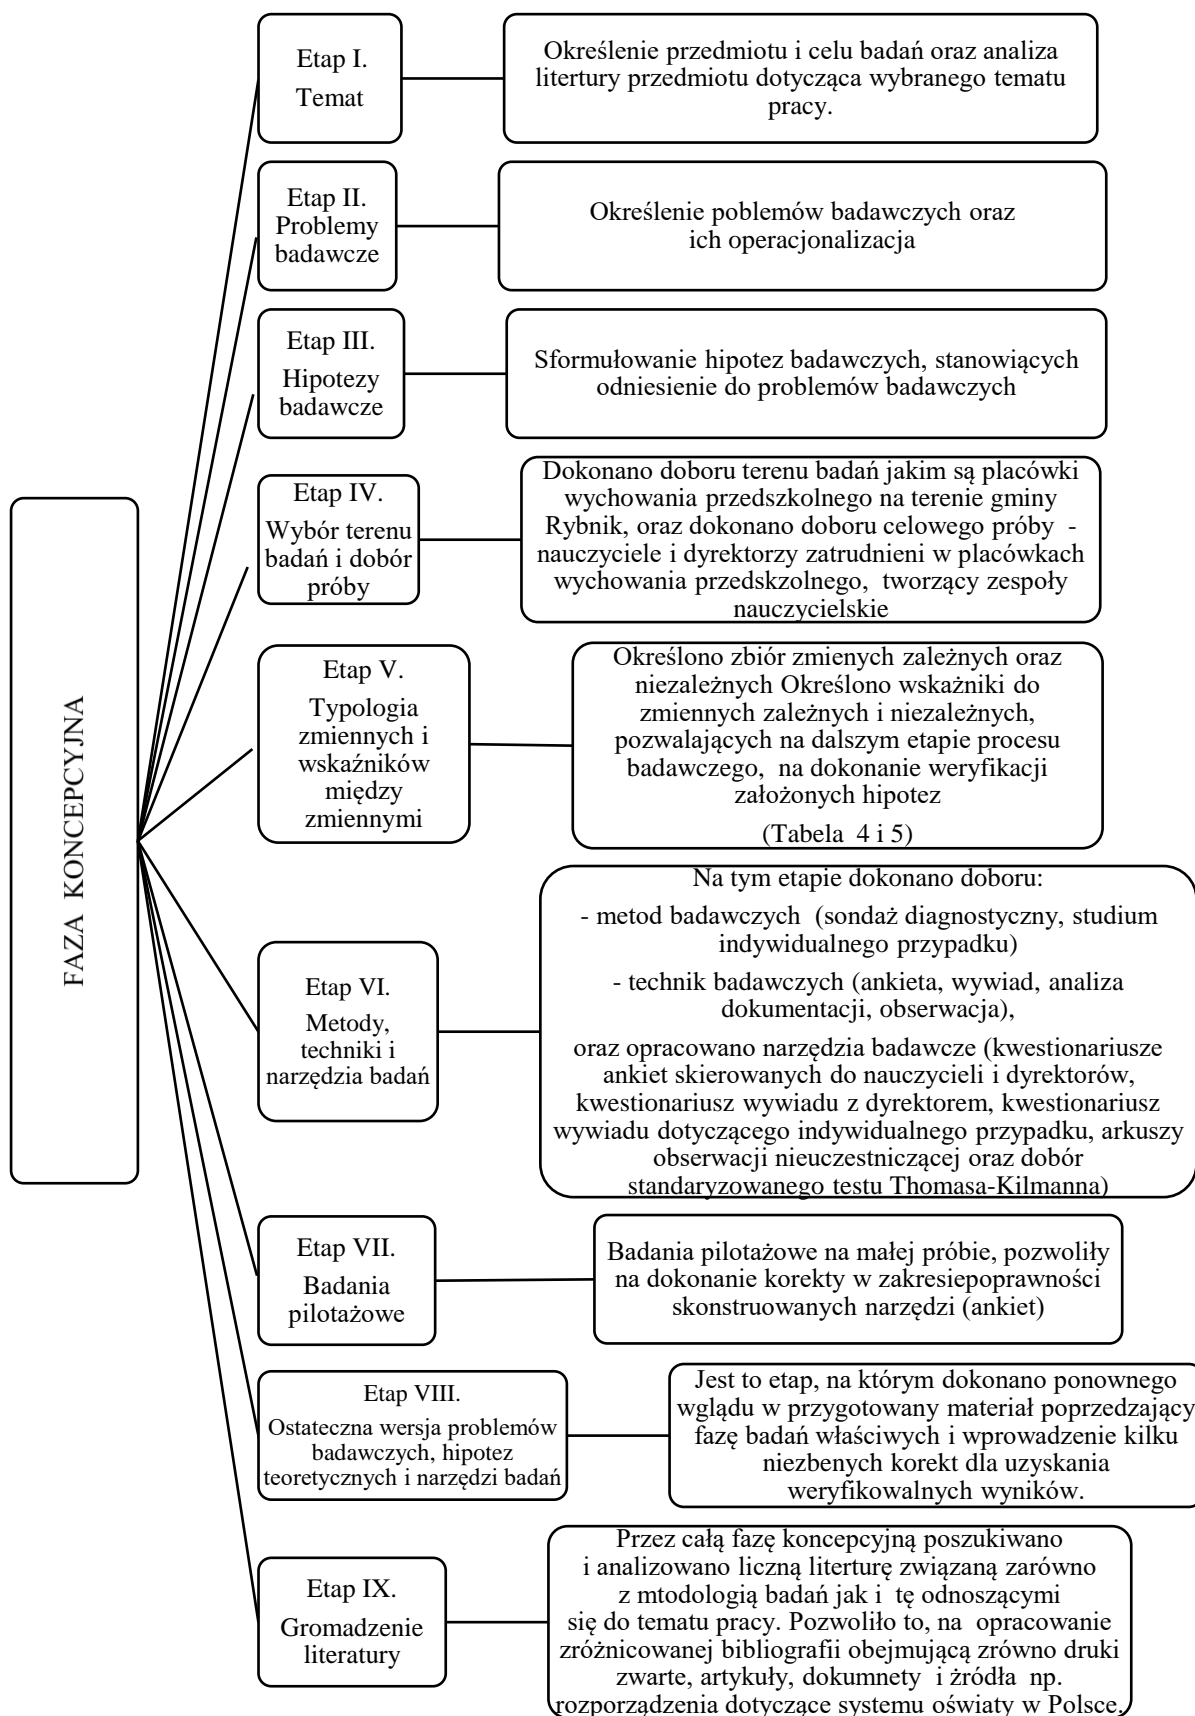 FAZA KONCEPCYJNA
Etap I.
Temat
Określenie przedmiotu i celu badań oraz analiza
litertury przedmiotu dotycząca wybranego tematu
pracy.
Etap II.
Problemy
badawcze
Określenie poblemów badawczych oraz
ich operacjonalizacja
Etap III.
Hipotezy
badawcze
Sformułowanie hipotez badawczych, stanowiących
odniesienie do problemów badawczych
Etap IV.
Wybór terenu
badań i dobór
próby
Dokonano doboru terenu badań jakim są placówki
wychowania przedszkolnego na terenie gminy
Rybnik, oraz dokonano doboru celowego próby -
nauczyciele i dyrektorzy zatrudnieni w placówkach
wychowania przedskzolnego, tworzący zespoły
nauczycielskie
Etap V.
Typologia
zmiennych i
wskaźników
między
zmiennymi
Określono zbiór zmienych zależnych oraz
niezależnych Określono wskażniki do
zmiennych zależnych i niezależnych,
pozwalających na dalszym etapie procesu
badawczego, na dokonanie weryfikacji
założonych hipotez
(Tabela 4 i 5)
Etap VI.
Metody,
techniki i
narzędzia badań
Na tym etapie dokonano doboru:
- metod badawczych (sondaż diagnostyczny, studium
indywidualnego przypadku)
- technik badawczych (ankieta, wywiad, analiza
dokumentacji, obserwacja),
oraz opracowano narzędzia badawcze (kwestionariusze
ankiet skierowanych do nauczycieli i dyrektorów,
kwestionariusz wywiadu z dyrektorem, kwestionariusz
wywiadu dotyczącego indywidualnego przypadku, arkuszy
obserwacji nieuczestniczącej oraz dobór
standaryzowanego testu Thomasa-Kilmanna)
Etap VII.
Badania
pilotażowe
Badania pilotażowe na małej próbie, pozwoliły
na dokonanie korekty w zakresiepoprawności
skonstruowanych narzędzi (ankiet)
Etap VIII.
Ostateczna wersja problemów
badawczych, hipotez
teoretycznych i narzędzi badań
Jest to etap, na którym dokonano ponownego
wglądu w przygotowany materiał poprzedzający
fazę badań właściwych i wprowadzenie kilku
niezbenych korekt dla uzyskania
weryfikowalnych wyników.
Etap IX.
Gromadzenie
literatury
Przez całą fazę koncepcyjną poszukiwano
i analizowano liczną literturę związaną zarówno
z mtodologią badań jak i tę odnoszącymi
się do tematu pracy. Pozwoliło to, na opracowanie
zróżnicowanej bibliografii obejmującą zrówno druki
zwarte, artykuły, dokumnety i żródła np.
rozporządzenia dotyczące systemu oświaty w Polsce.